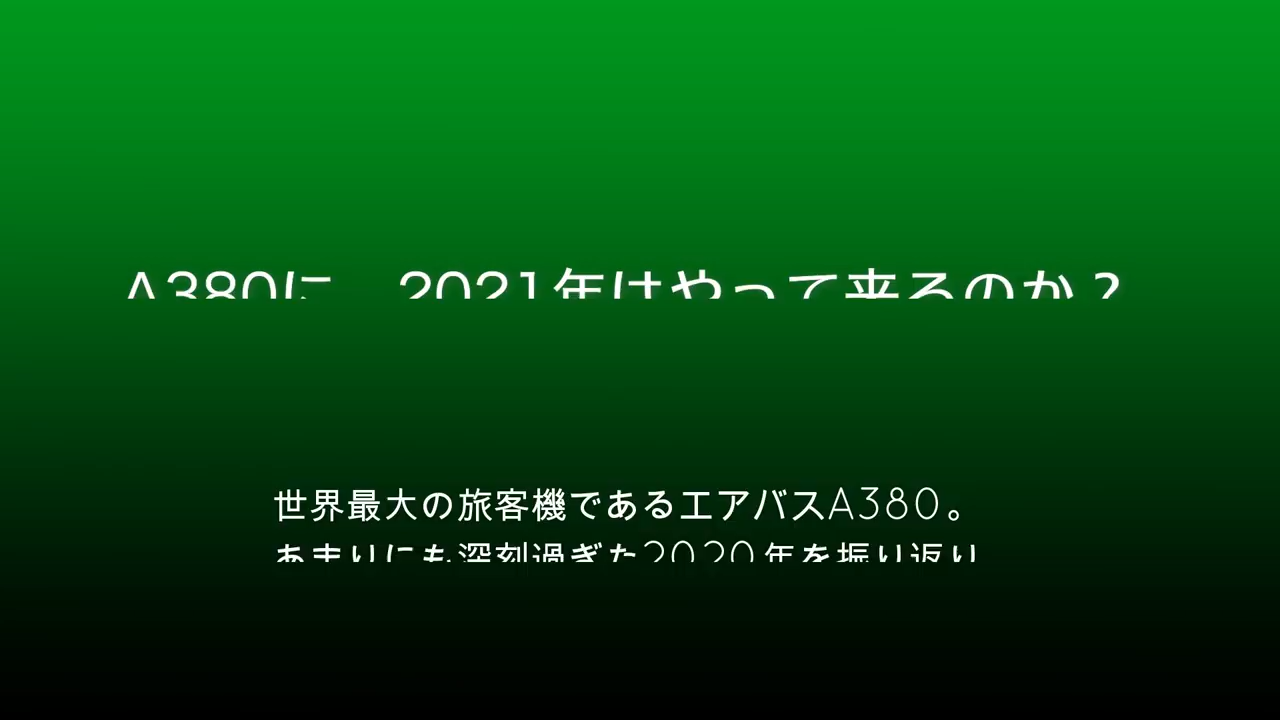 A380に、2021年はやって来るのか？
世界最大の旅客機であるエアバスA380。
あまりにも深刻過ぎた2020年を振り返り